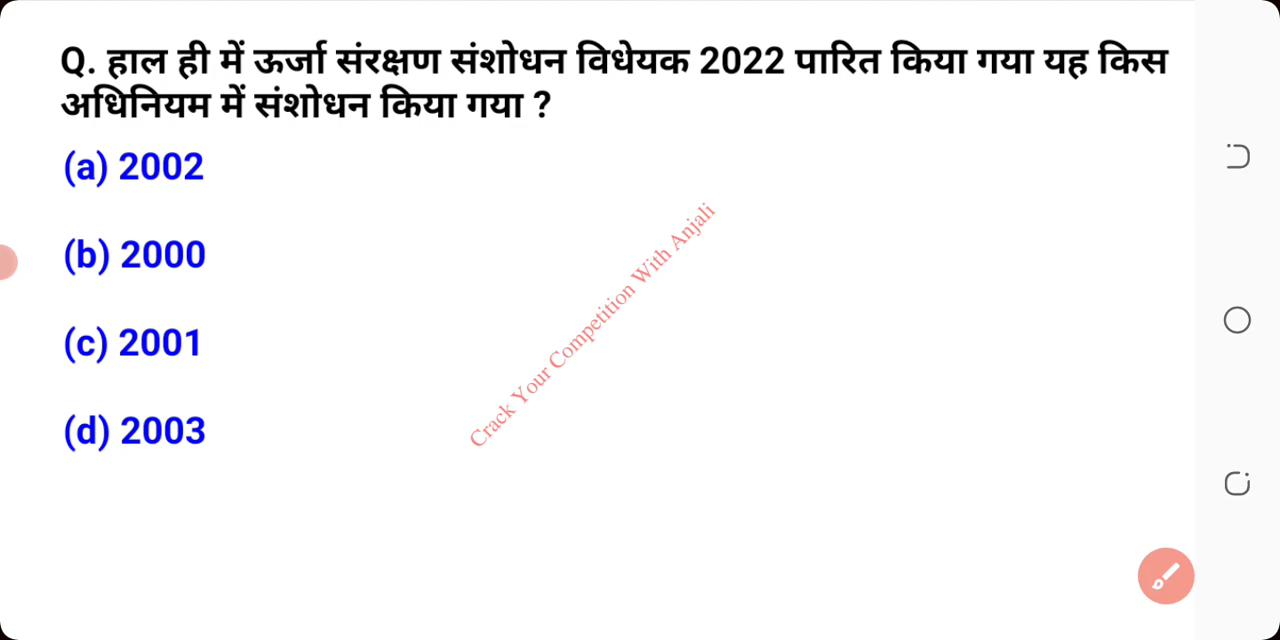 Q. हाल ही में ऊर्जा संरक्षण संशोधन विधेयक 2022 पारित किया गया यह किस
अधिनियम में संशोधन किया गया ?
(a) 2002
(b) 2000
(c) 2001
(d) 2003
Crack Your Competition With Anjali